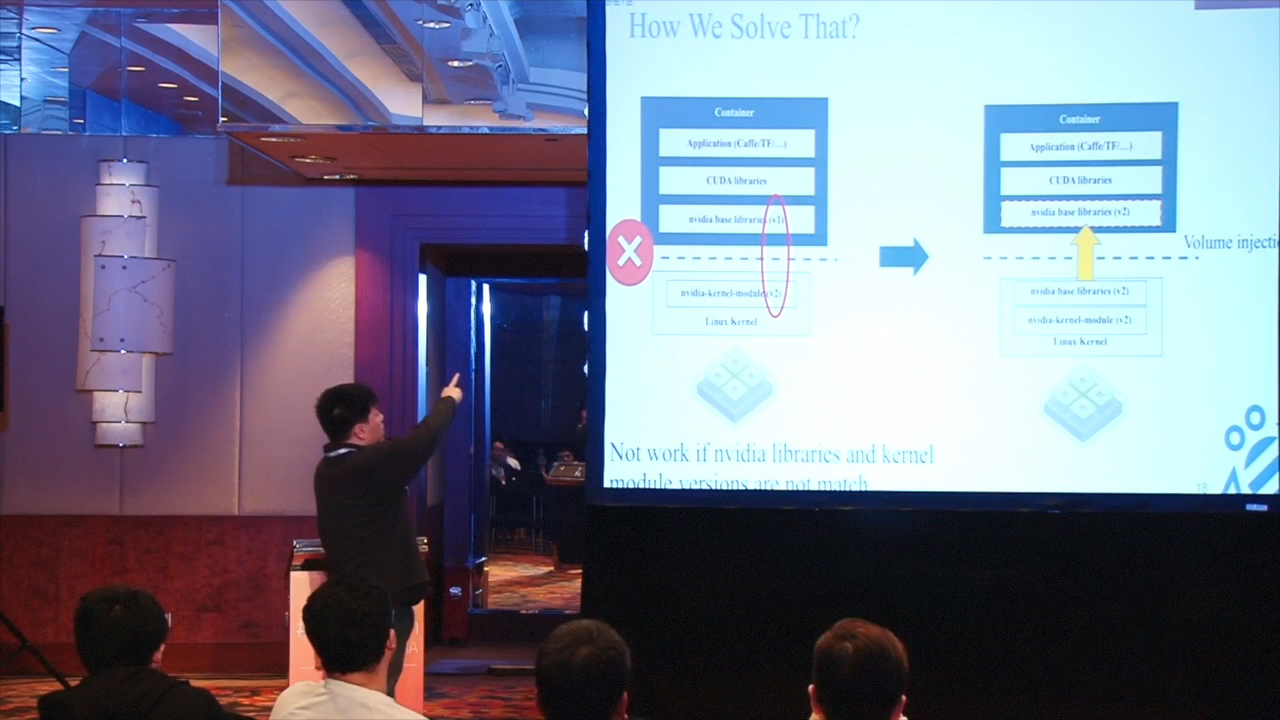 How We Solve That?
Container
Application (Caffe/TF/....)
CUDA libraries
nvidia base libraries (v1)
nvidia-kernel-module (v2)
Linux Kernel
Container
Application (Caffe/TF/....)
CUDA libraries
nvidia base libraries (v2)
Volume injecti
nvidia base libraries (v2)
nvidia-kernel-module (v2)
Linux Kernel
Not work if nvidia libraries and kernel
module versions are not match
18